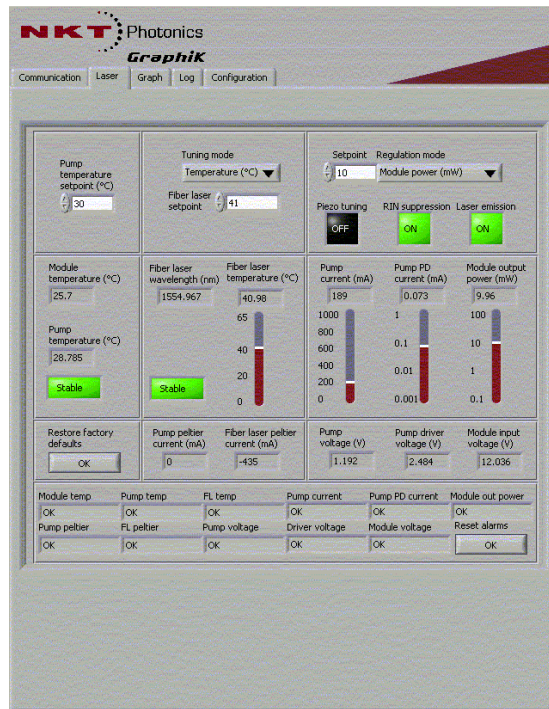 NKT Photonics
GraphiK
Communication Laser Graph Log Configuration
Pump temperature setpoint (°C)
30
Tuning mode
Temperature (°C)
Fiber laser setpoint
41
Setpoint Regulation mode
10 Module power (mW)
Piezo tuning RIN suppression Laser emission
OFF ON ON
Module temperature (°C)
25.7
Pump temperature (°C)
28.785
Stable
Fiber laser wavelength (nm)
1554.967
Stable
Fiber laser temperature (°C)
40.98
65
40
20
0
Pump current (mA)
189
1000
800
600
400
200
0
Pump PD current (mA)
0.073
1
0.1
0.01
0.001
Module output power (mW)
9.96
100
10
1
0.1
Restore factory defaults
OK
Pump peltier current (mA)
0
Fiber laser peltier current (mA)
-435
Pump voltage (V)
1.192
Pump driver voltage (V)
2.484
Module input voltage (V)
12.036
Module temp Pump temp FL temp Pump current Pump PD current Module out power
OK OK OK OK OK OK
Pump peltier FL peltier Pump voltage Driver voltage Module voltage Reset alarms
OK OK OK OK OK OK